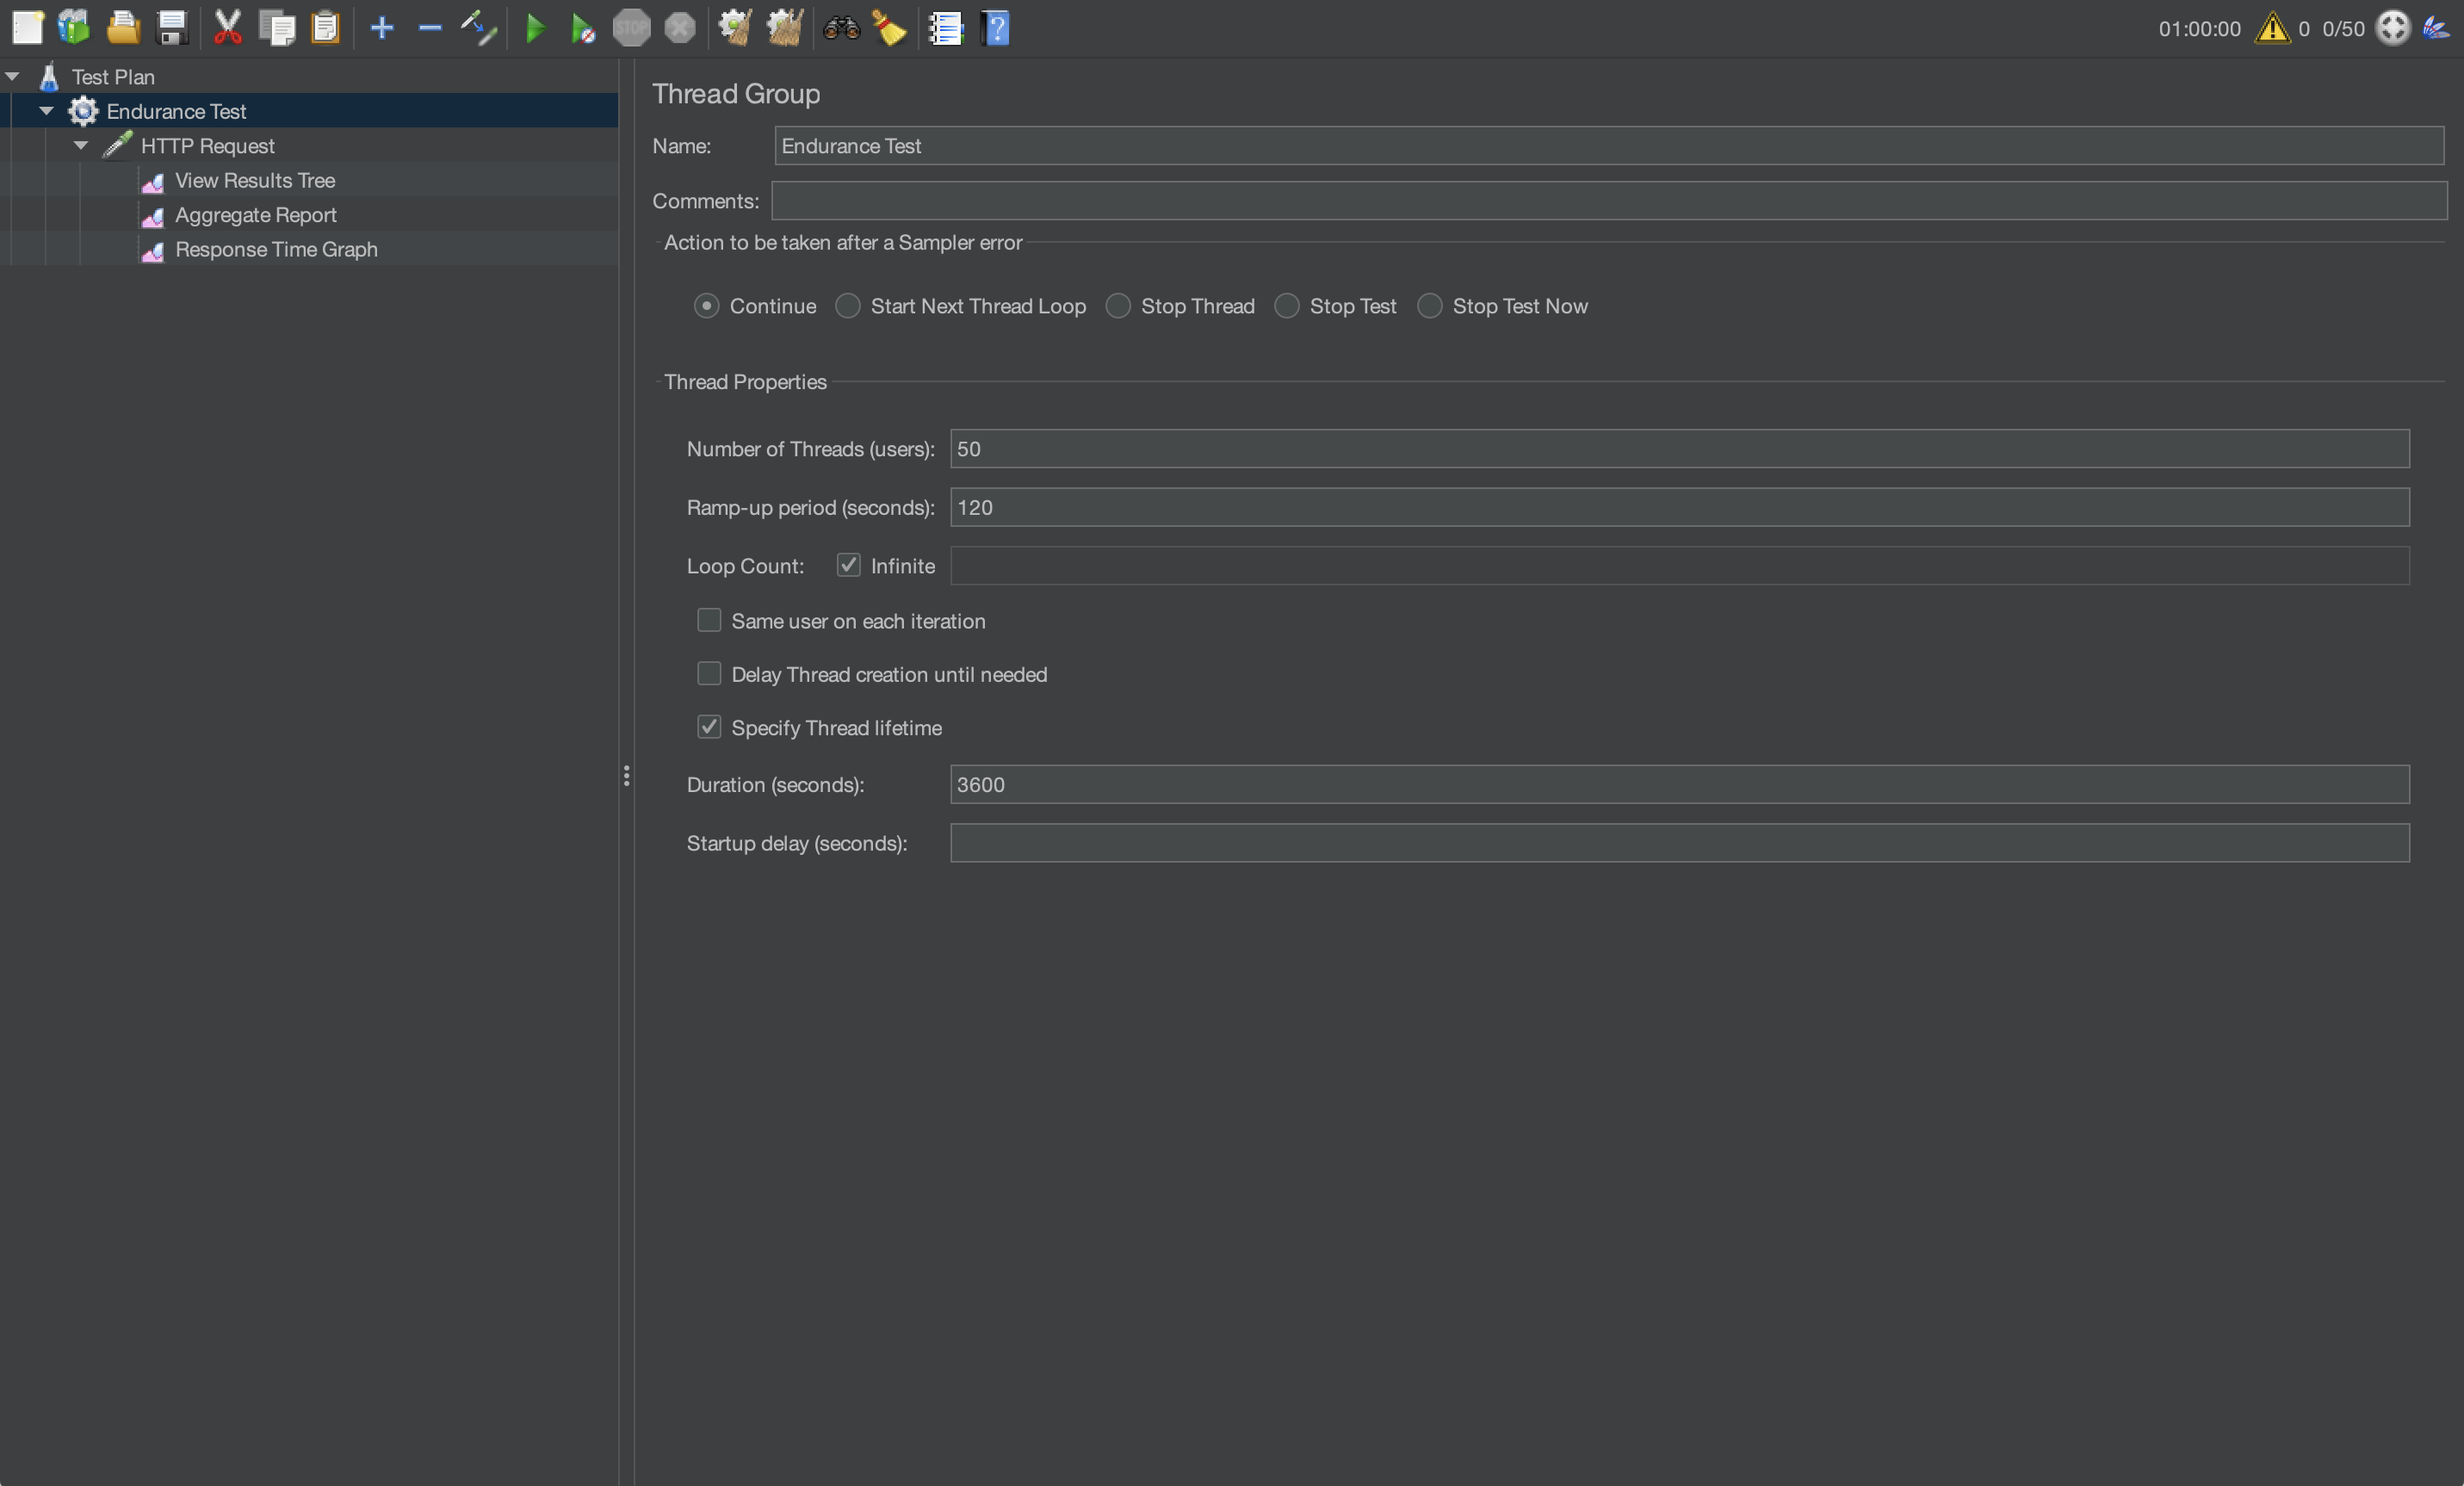 STOP
01:00:00 0 0/50
Test Plan
Endurance Test
HTTP Request
View Results Tree
Aggregate Report
Response Time Graph
Thread Group
Name: Endurance Test
Comments:
Action to be taken after a Sampler error
Continue Start Next Thread Loop Stop Thread Stop Test Stop Test Now
Thread Properties
Number of Threads (users): 50
Ramp-up period (seconds): 120
Loop Count: Infinite
Same user on each iteration
Delay Thread creation until needed
Specify Thread lifetime
Duration (seconds): 3600
Startup delay (seconds):